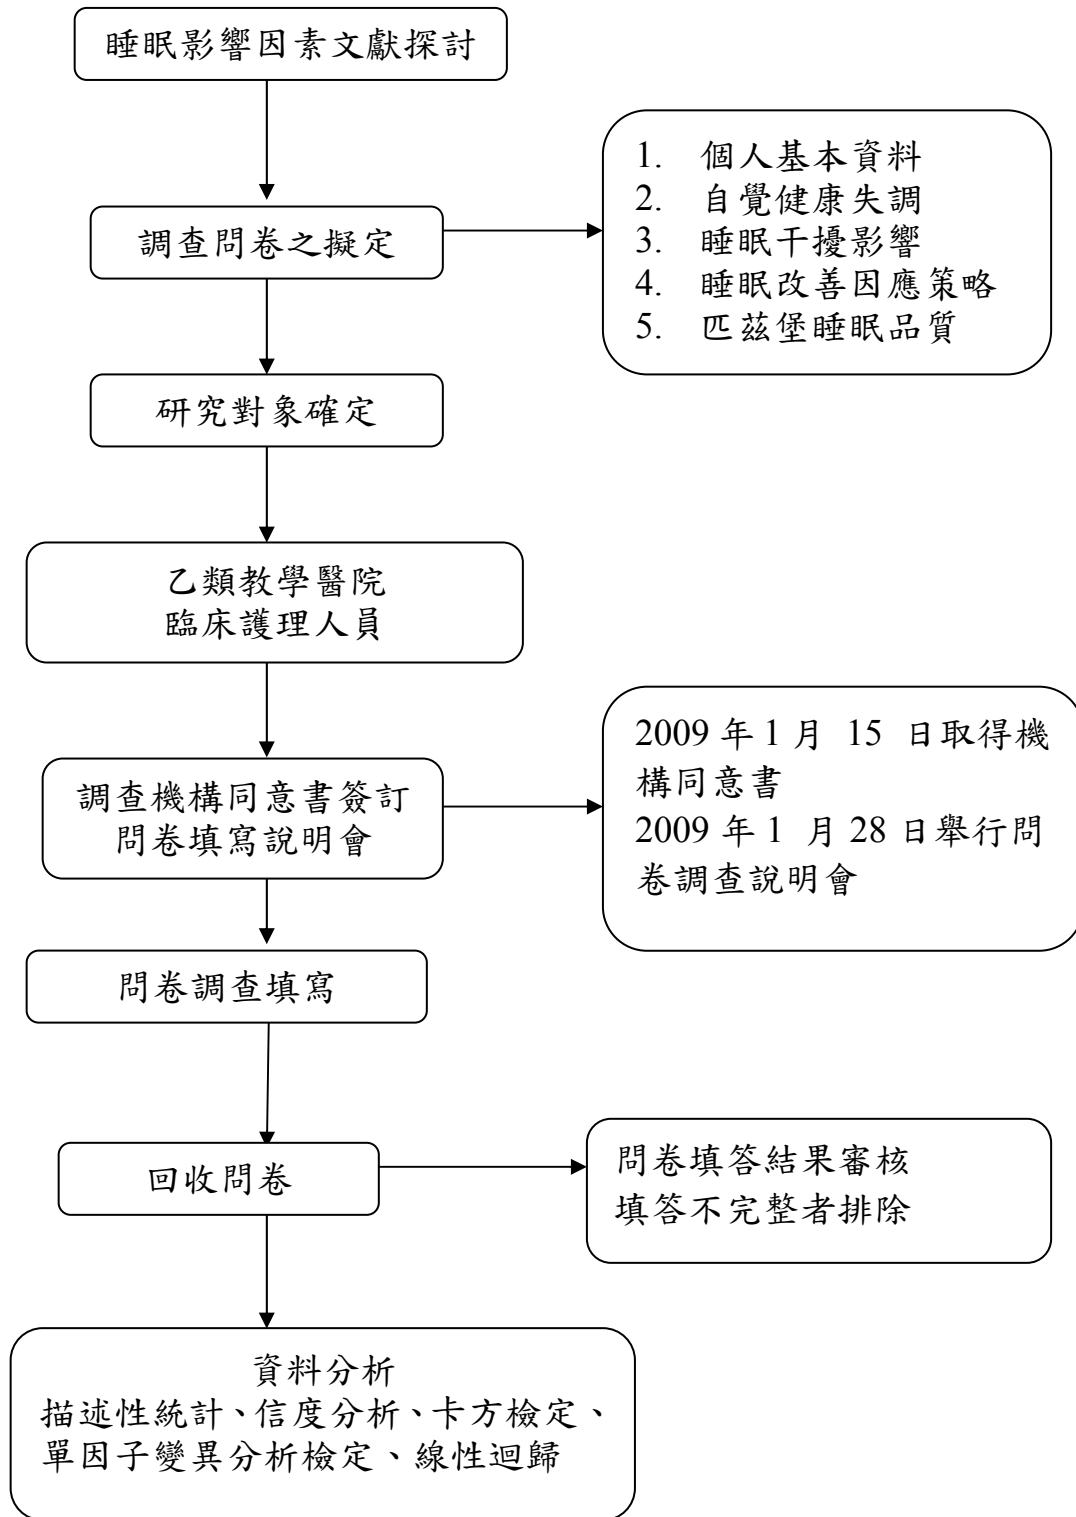 睡眠影響因素文獻探討
調查問卷之擬定
1. 個人基本資料
2. 自覺健康失調
3. 睡眠干擾影響
4. 睡眠改善因應策略
5. 匹茲堡睡眠品質
研究對象確定
乙類教學醫院
臨床護理人員
調查機構同意書簽訂
問卷填寫說明會
2009 年 1 月 15 日取得機
構同意書
2009 年 1 月 28 日舉行問
卷調查說明會
問卷調查填寫
回收問卷
問卷填答結果審核
填答不完整者排除
資料分析
描述性統計、信度分析、卡方檢定、
單因子變異分析檢定、線性迴歸